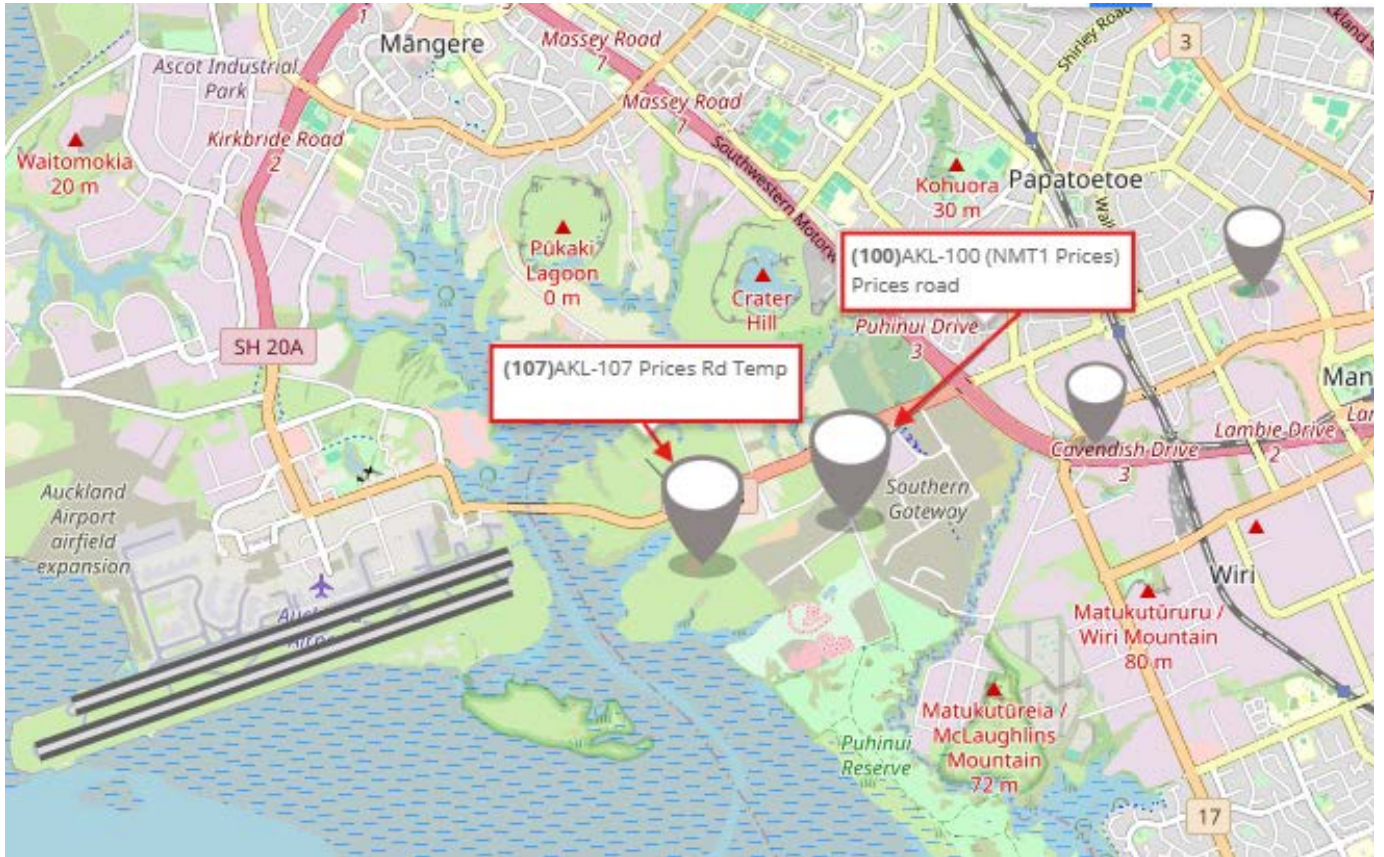 Māngere
Massey Road
7
Shirley Road
3
Ascot Industrial
Park
Massey Road
7
Kirkbride Road
2
Waitomokia
20 m
Southwestern Motorw
Kohuora
30 m
Papatoetoe
Pūkaki
Lagoon
0 m
Crater
Hill
(100)AKL-100 (NMT1 Prices)
Prices road
Puhinui Drive
3
SH 20A
(107)AKL-107 Prices Rd Temp
Man
Lambie Drive
2
Cavendish Drive
3
Auckland
Airport
airfield
expansion
Southern
Gateway
Wiri
Matukutūruru /
Wiri Mountain
80 m
Matukutūreia /
McLaughlins
Mountain
72 m
Puhinui
Reserve
17